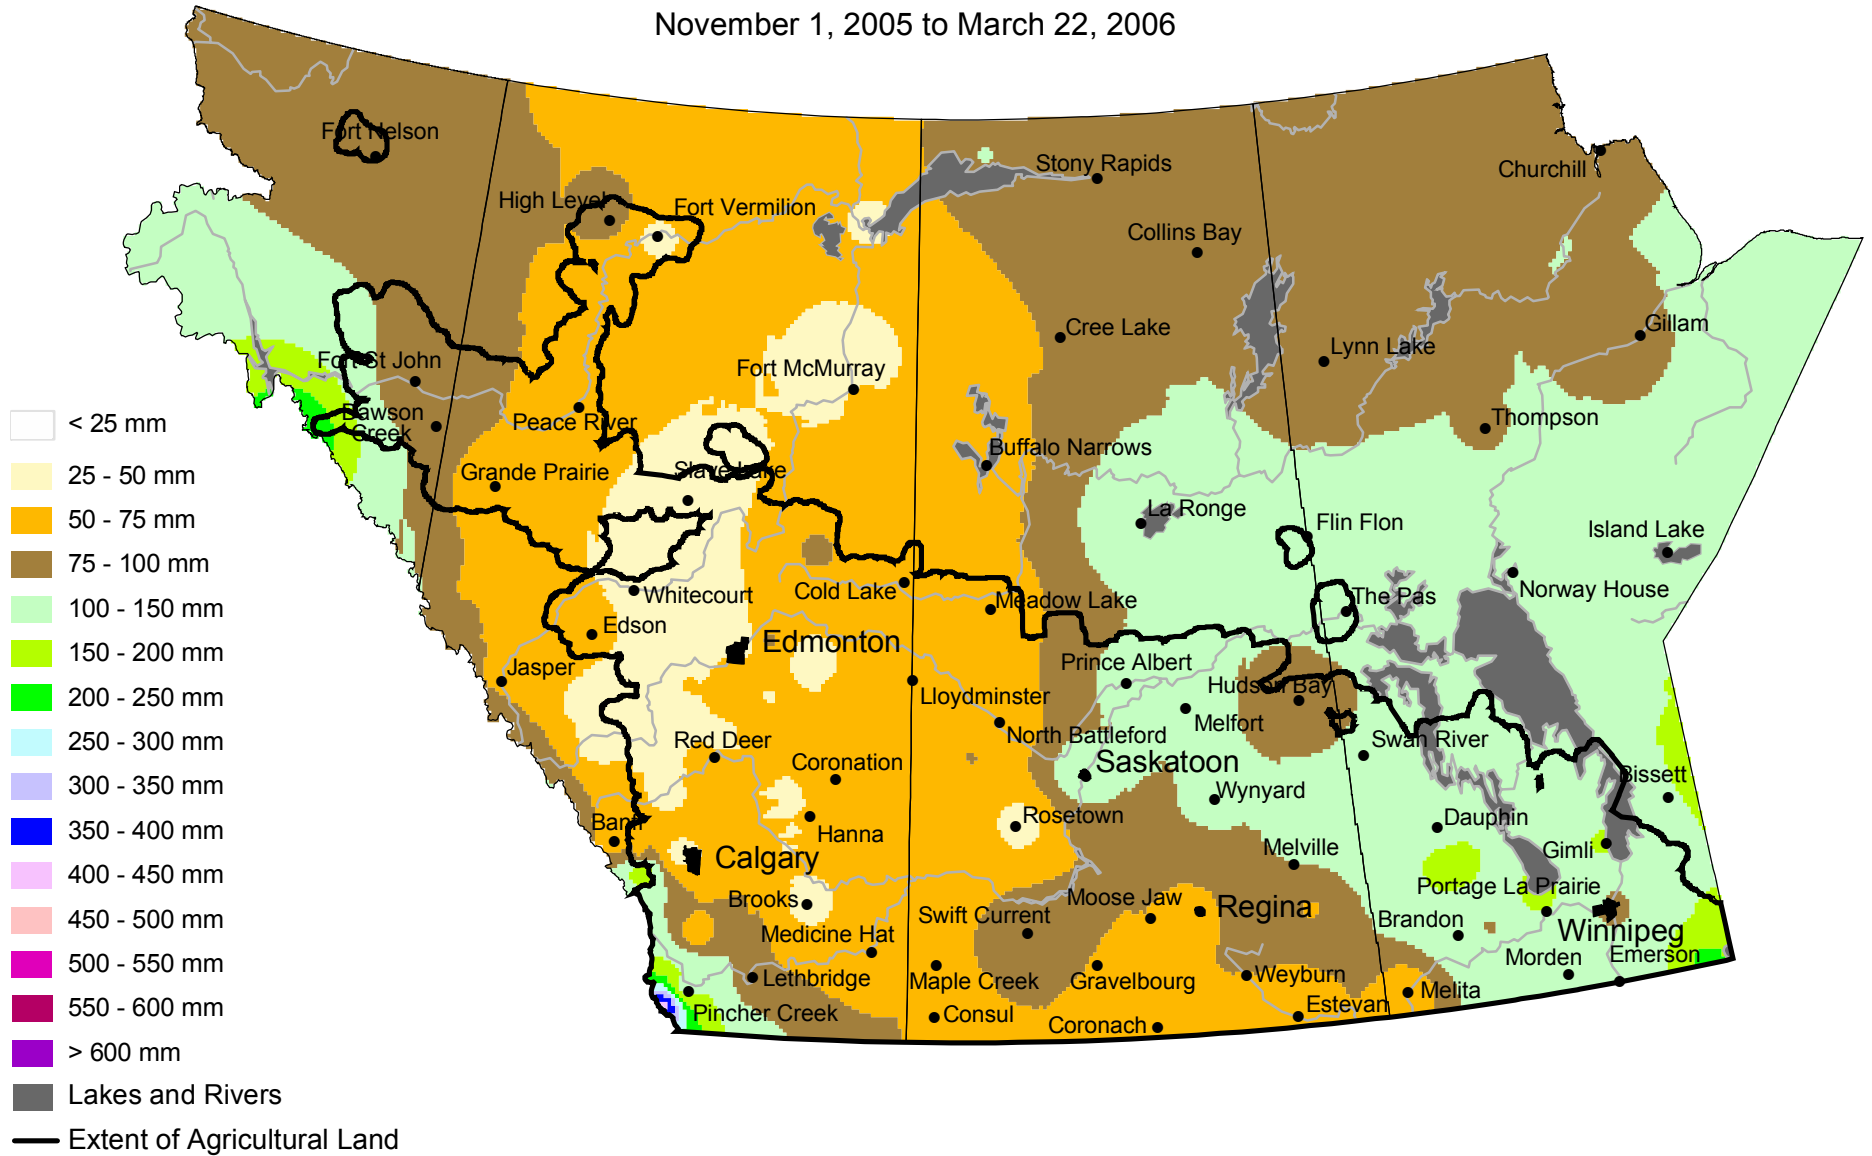 November 1, 2005 to March 22, 2006
Fort Nelson
Churchill
Stony Rapids
High Level
Fort Vermilion
Collins Bay
Gillam
Cree Lake
Lynn Lake
Fort St John
Fort McMurray
Dawson
Creek
Peace River
Thompson
Buffalo Narrows
Grande Prairie
Slave Lake
La Ronge
Flin Flon
Island Lake
Whitecourt
Cold Lake
Meadow Lake
The Pas
Norway House
Edson
Edmonton
Jasper
Prince Albert
Hudson Bay
Lloydminster
Melfort
North Battleford
Swan River
Red Deer
Coronation
Saskatoon
Bissett
Wynyard
Banff
Hanna
Rosetown
Dauphin
Calgary
Melville
Gimli
Brooks
Moose Jaw
Regina
Portage La Prairie
Swift Current
Brandon
Winnipeg
Medicine Hat
Lethbridge
Maple Creek
Gravelbourg
Weyburn
Morden
Emerson
Pincher Creek
Consul
Coronach
Estevan
Melita
< 25 mm
25 - 50 mm
50 - 75 mm
75 - 100 mm
100 - 150 mm
150 - 200 mm
200 - 250 mm
250 - 300 mm
300 - 350 mm
350 - 400 mm
400 - 450 mm
450 - 500 mm
500 - 550 mm
550 - 600 mm
> 600 mm
Lakes and Rivers
Extent of Agricultural Land